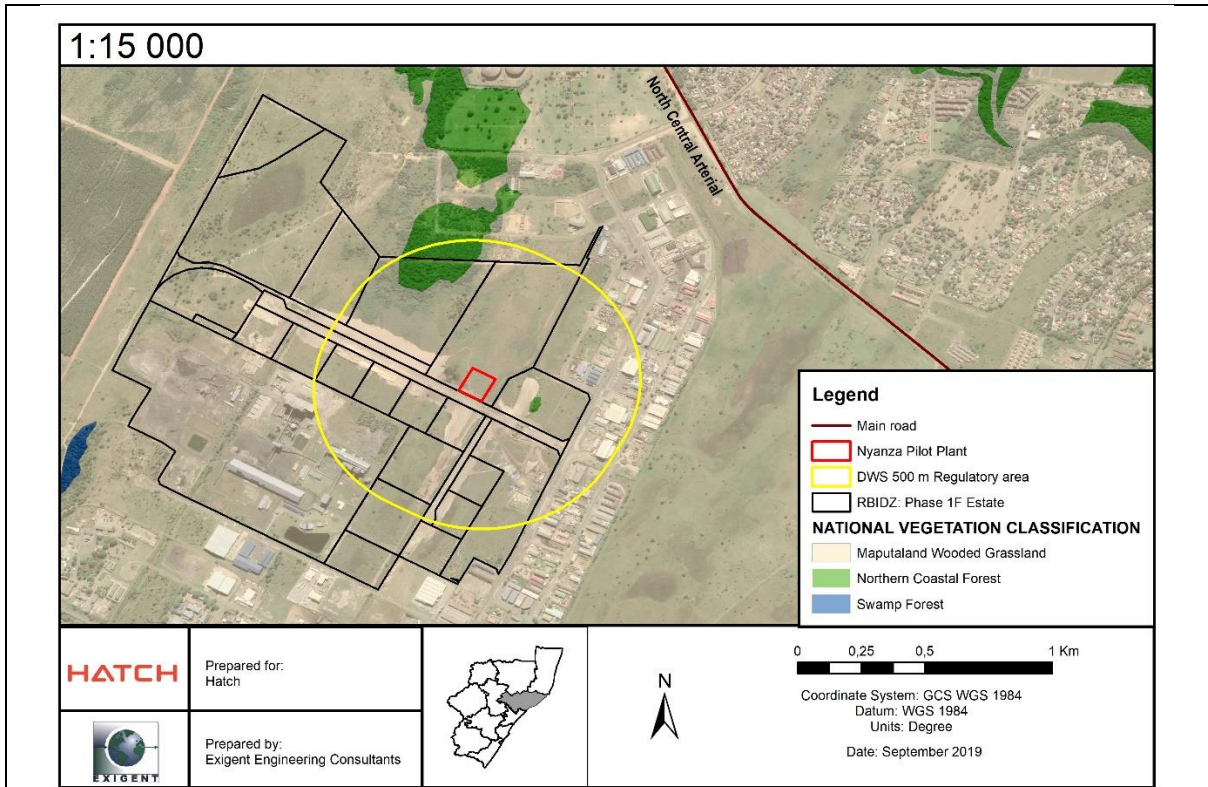 1:15 000
North Central Arterial
Legend
Main road
Nyanza Pilot Plant
DWS 500 m Regulatory area
RBIDZ: Phase 1F Estate
NATIONAL VEGETATION CLASSIFICATION
Maputaland Wooded Grassland
Northern Coastal Forest
Swamp Forest
HATCH
Prepared for:
Hatch
EXIGENT
Prepared by:
Exigent Engineering Consultants
N
0 0,25 0,5 1 Km
Coordinate System: GCS WGS 1984
Datum: WGS 1984
Units: Degree
Date: September 2019